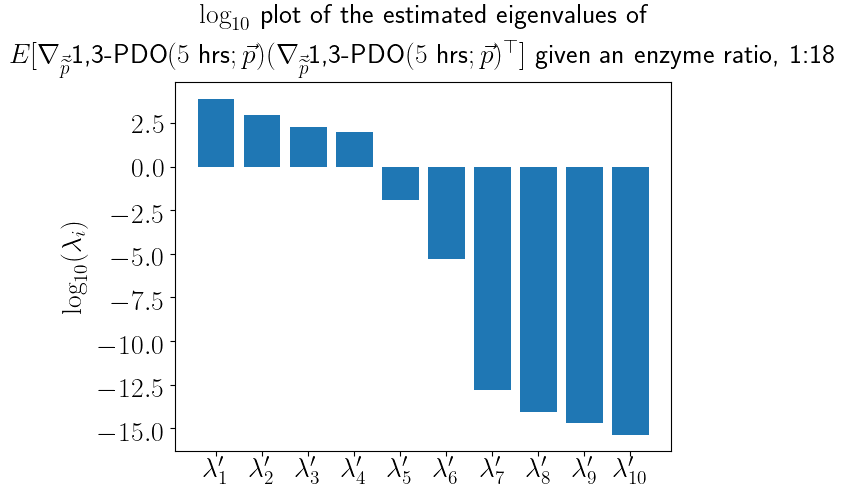 log₁₀ plot of the estimated eigenvalues of
E[∇_p̃⃗ 1,3-PDO(5 hrs; p⃗)(∇_p̃⃗ 1,3-PDO(5 hrs; p⃗)^⊤] given an enzyme ratio, 1:18
2.5
0.0
−2.5
−5.0
−7.5
−10.0
−12.5
−15.0
log₁₀(λᵢ)
λ′₁ λ′₂ λ′₃ λ′₄ λ′₅ λ′₆ λ′₇ λ′₈ λ′₉ λ′₁₀